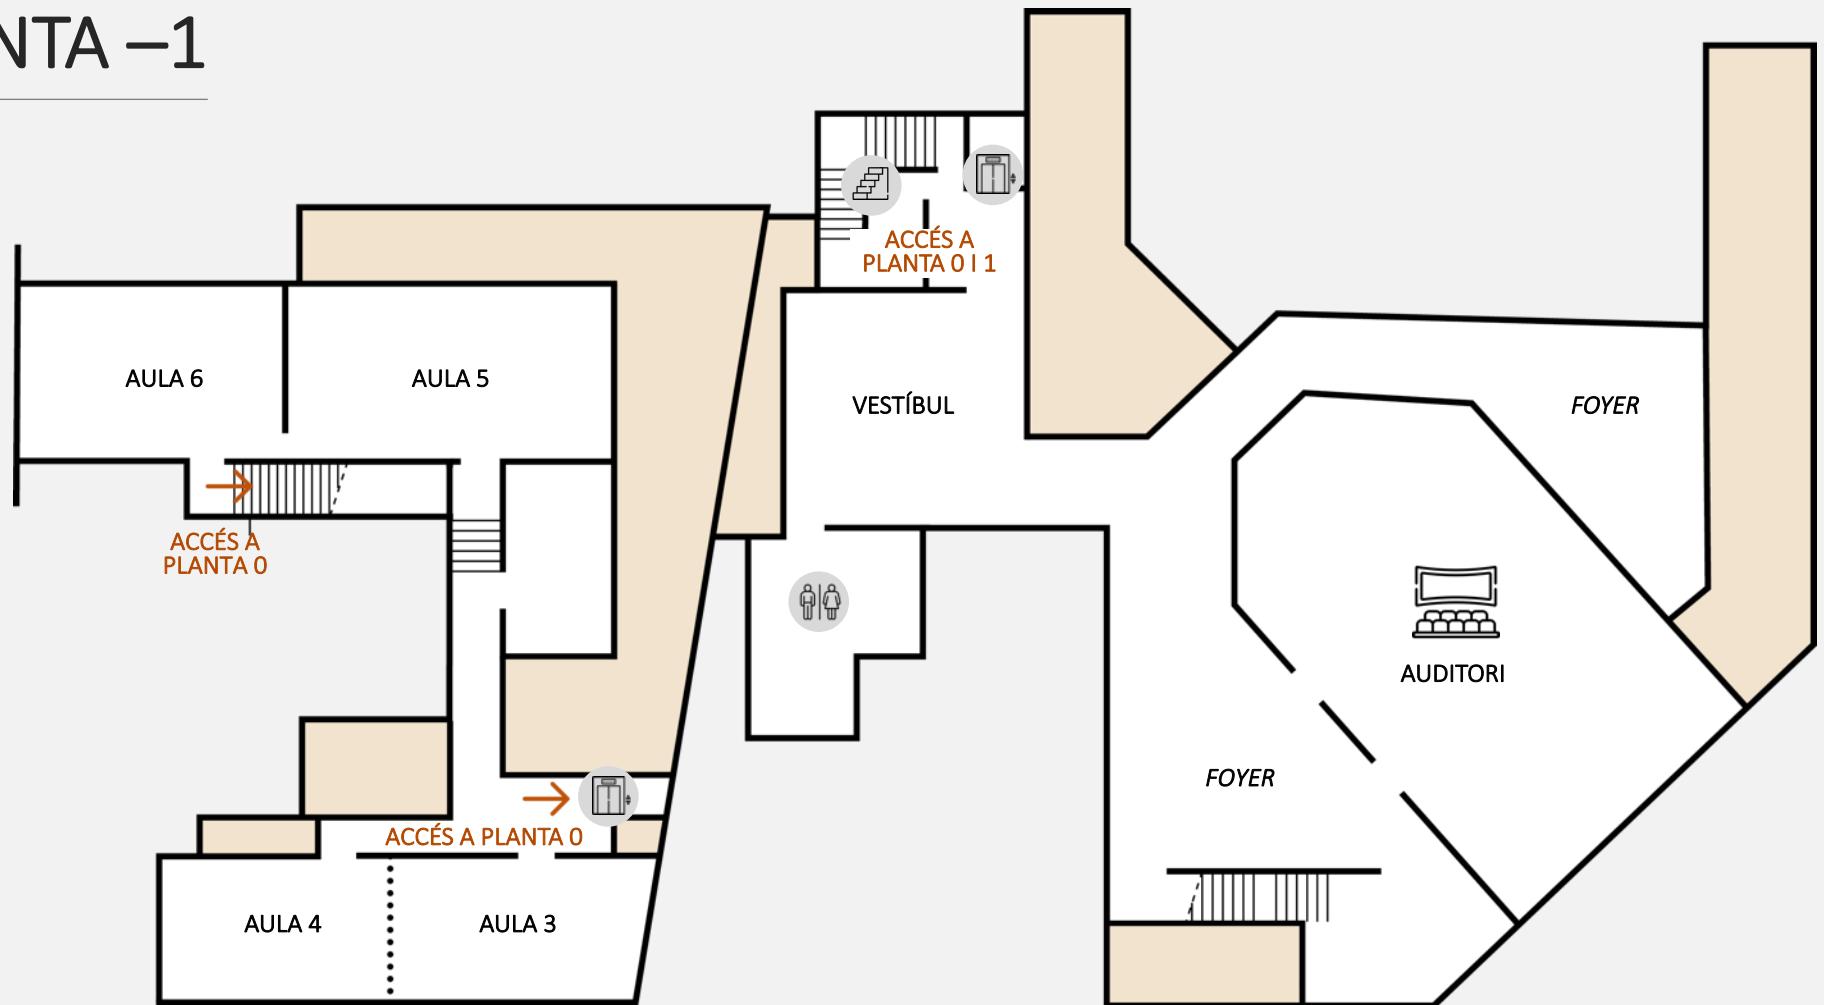 NTA –1
ACCÉS A
PLANTA 0 I 1
AULA 6
AULA 5
VESTÍBUL
FOYER
ACCÉS A
PLANTA 0
AUDITORI
FOYER
ACCÉS A PLANTA 0
AULA 4
AULA 3